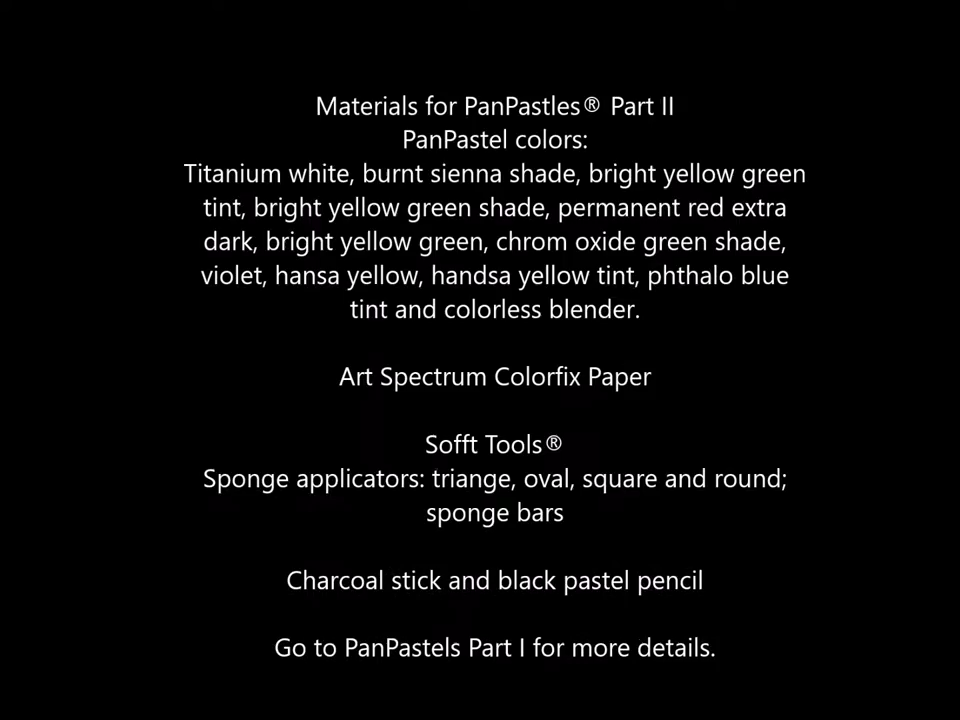 Materials for PanPastles® Part II
PanPastel colors:
Titanium white, burnt sienna shade, bright yellow green
tint, bright yellow green shade, permanent red extra
dark, bright yellow green, chrom oxide green shade,
violet, hansa yellow, handsa yellow tint, phthalo blue
tint and colorless blender.
Art Spectrum Colorfix Paper
Sofft Tools®
Sponge applicators: triange, oval, square and round;
sponge bars
Charcoal stick and black pastel pencil
Go to PanPastels Part I for more details.